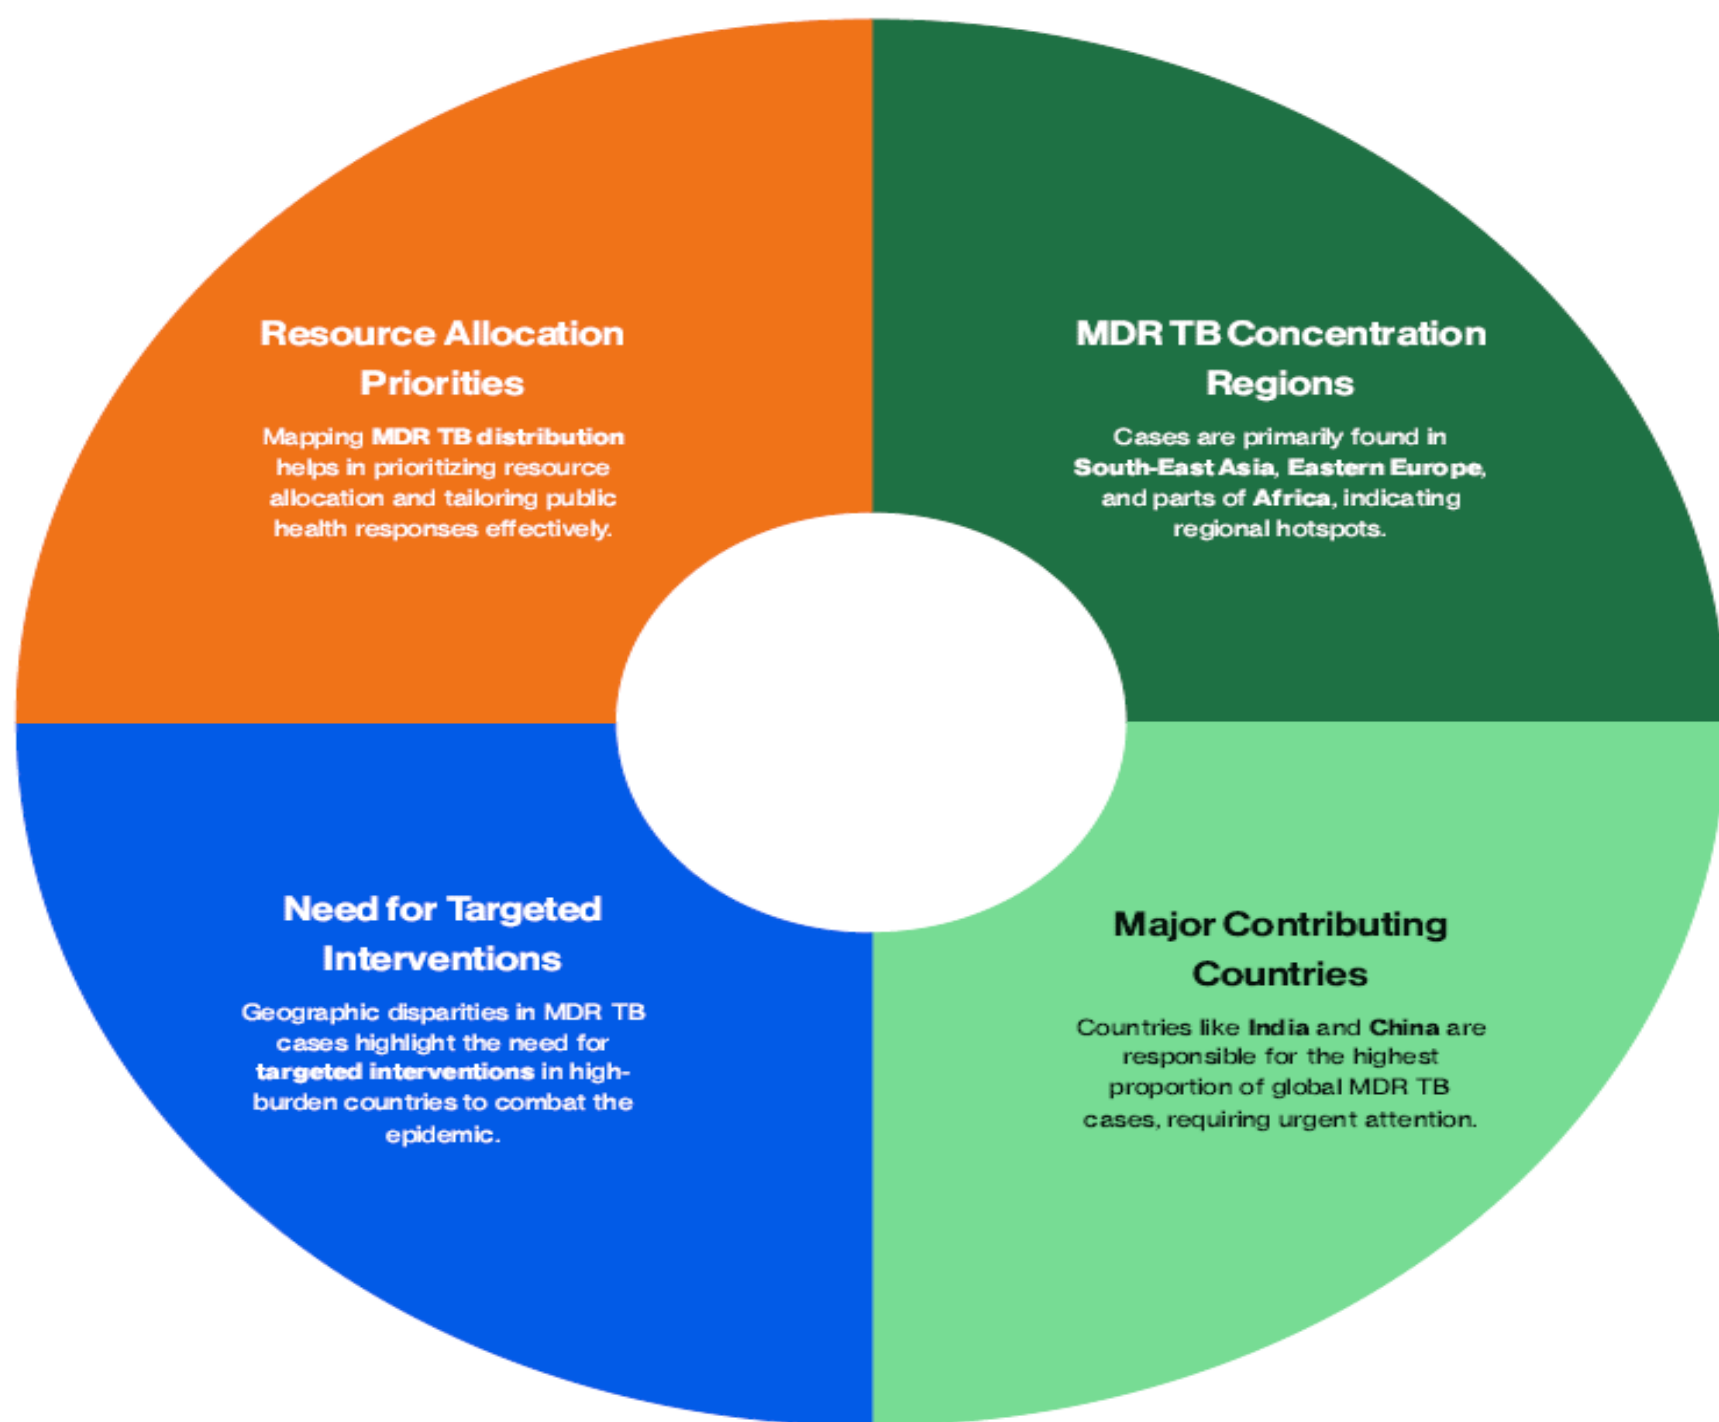 Resource Allocation
Priorities
Mapping MDR TB distribution
helps in prioritizing resource
allocation and tailoring public
health responses effectively.
MDR TB Concentration
Regions
Cases are primarily found in
South-East Asia, Eastern Europe,
and parts of Africa, indicating
regional hotspots.
Need for Targeted
Interventions
Geographic disparities in MDR TB
cases highlight the need for
targeted interventions in high-
burden countries to combat the
epidemic.
Major Contributing
Countries
Countries like India and China are
responsible for the highest
proportion of global MDR TB
cases, requiring urgent attention.